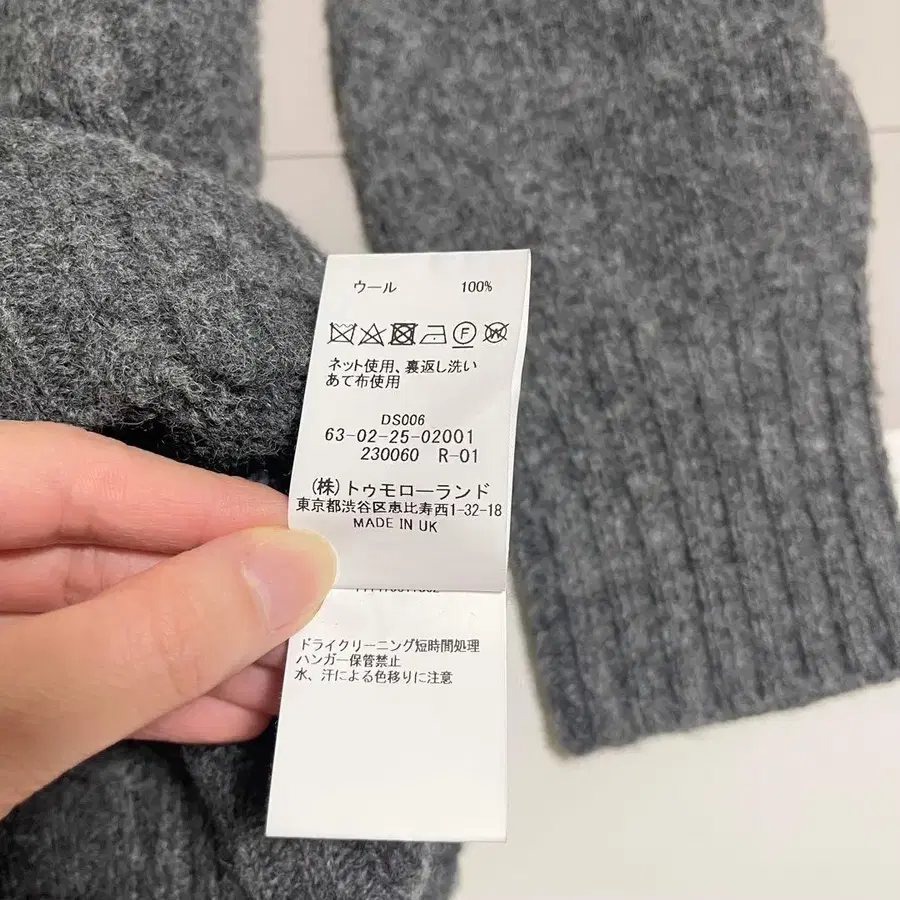 ウール 100%
F W
ネット使用、裏返し洗い
あて布使用
DS006
63-02-25-02001
230060 R-01
(株)トゥモローランド
東京都渋谷区恵比寿西1-32-18
MADE IN UK
ドライクリーニング短時間処理
ハンガー保管禁止
水、汗による色移りに注意